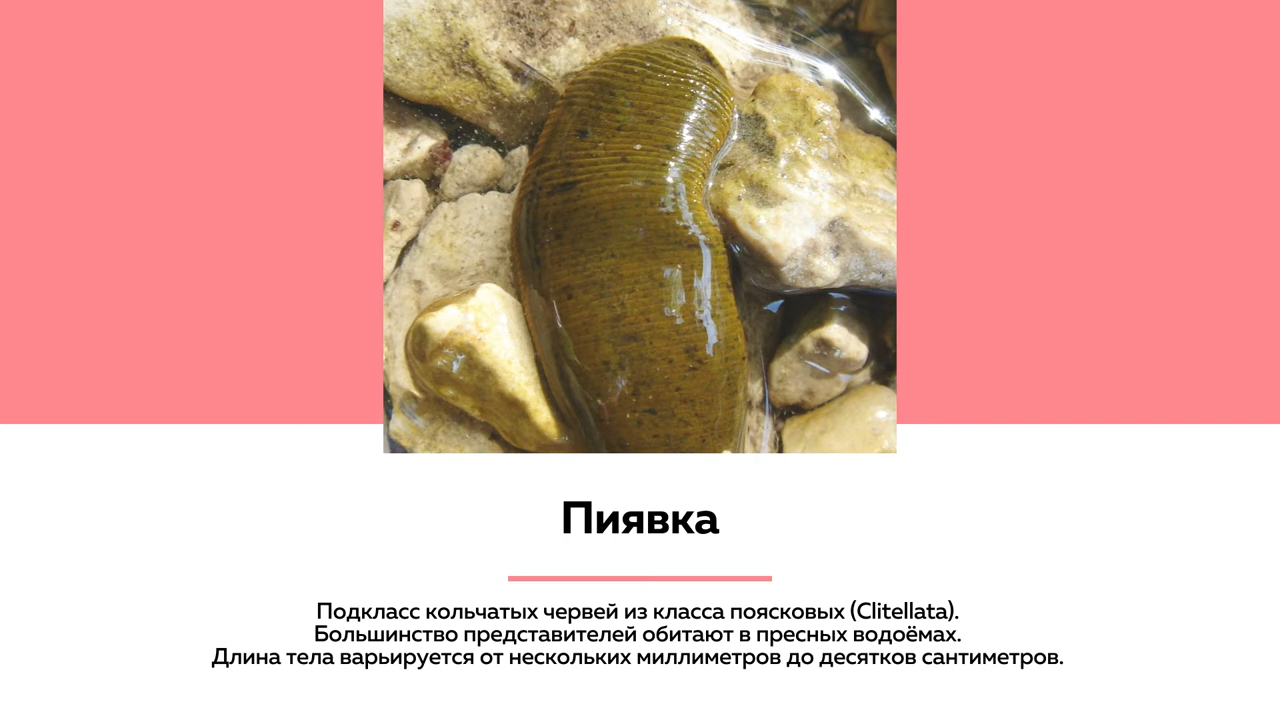 Пиявка
Подкласс кольчатых червей из класса поясковых (Clitellata).
Большинство представителей обитают в пресных водоёмах.
Длина тела варьируется от нескольких миллиметров до десятков сантиметров.